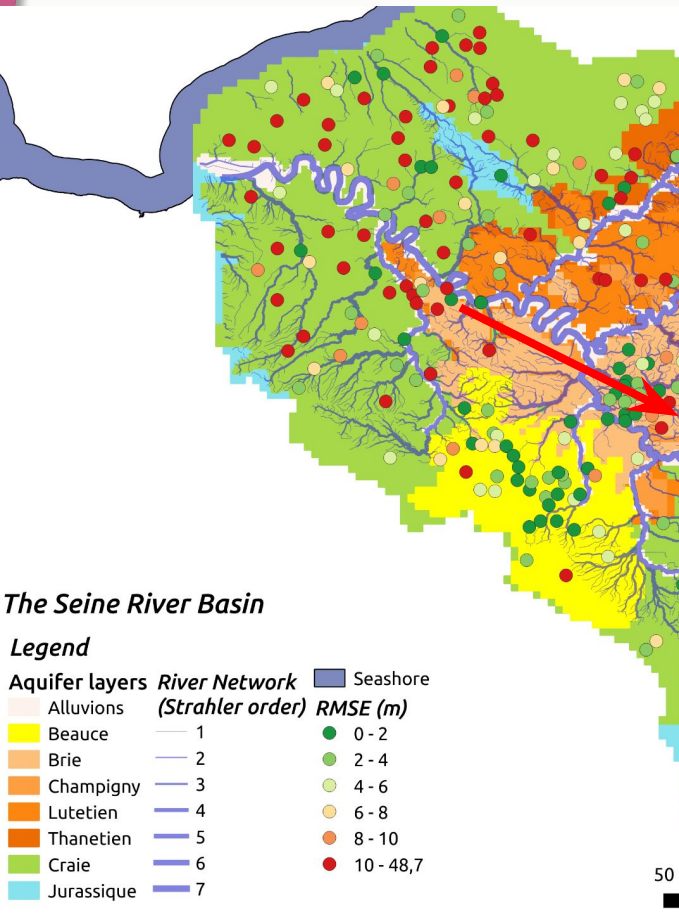 The Seine River Basin
Legend
Aquifer layers
Alluvions
Beauce
Brie
Champigny
Lutetien
Thanetien
Craie
Jurassique
River Network
(Strahler order)
1
2
3
4
5
6
7
Seashore
RMSE (m)
0 - 2
2 - 4
4 - 6
6 - 8
8 - 10
10 - 48,7
50